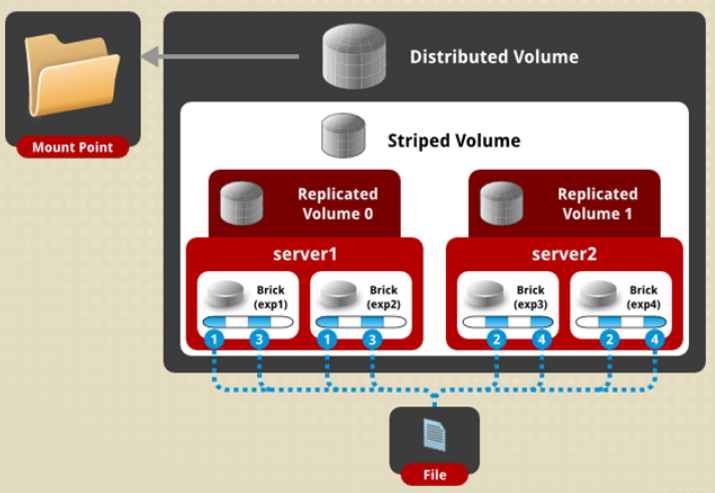 Distributed Volume
Mount Point
Striped Volume
Replicated
Volume 0
Replicated
Volume 1
server1
server2
Brick
(exp1)
Brick
(exp2)
Brick
(exp3)
Brick
(exp4)
1
3
1
3
2
4
2
4
File